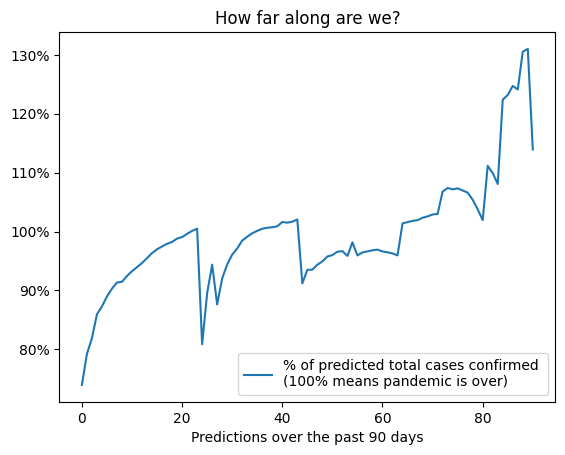 How far along are we?
130%
120%
110%
100%
90%
80%
% of predicted total cases confirmed
(100% means pandemic is over)
0 20 40 60 80
Predictions over the past 90 days